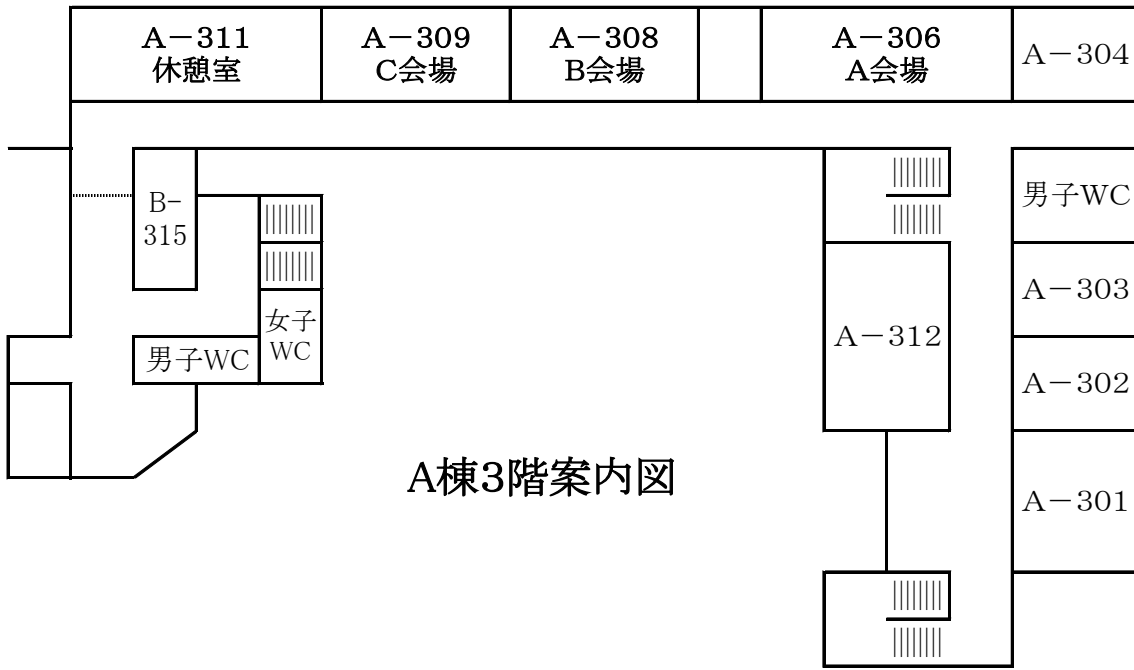 A－311
休憩室
A－309
C会場
A－308
B会場
A－306
A会場
A－304
B-
315
男子WC
女子
WC
男子WC
A－303
A－312
A－302
A－301
A棟3階案内図